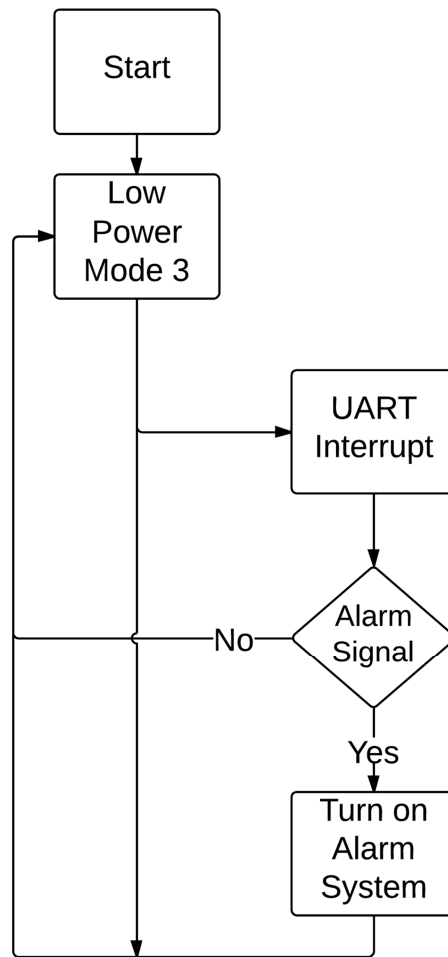 Start
Low
Power
Mode 3
UART
Interrupt
Alarm
Signal
No
Yes
Turn on
Alarm
System